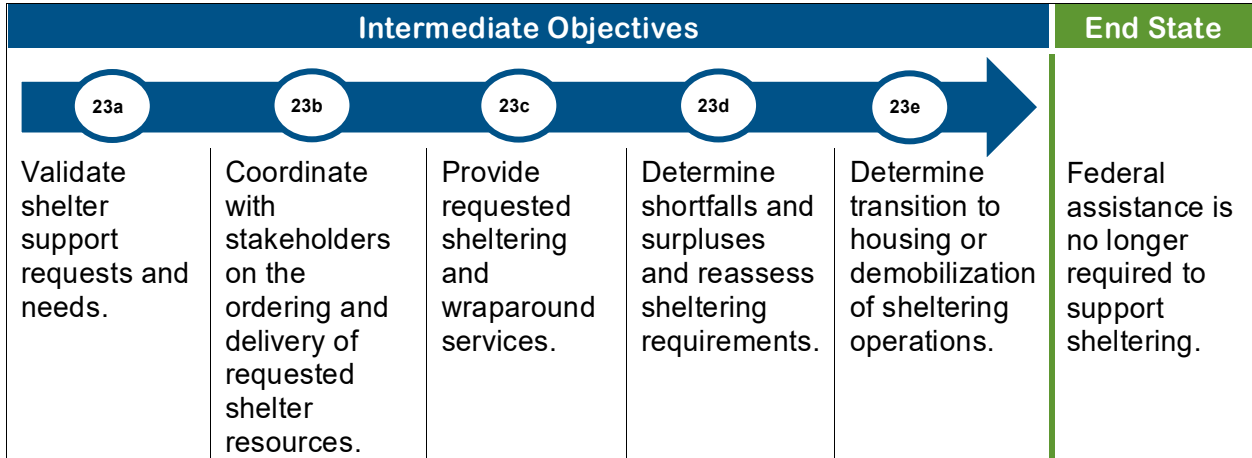 Intermediate Objectives
End State
23a
23b
23c
23d
23e
Validate
shelter
support
requests and
needs.
Coordinate
with
stakeholders
on the
ordering and
delivery of
requested
shelter
resources.
Provide
requested
sheltering
and
wraparound
services.
Determine
shortfalls and
surpluses
and reassess
sheltering
requirements.
Determine
transition to
housing or
demobilization
of sheltering
operations.
Federal
assistance is
no longer
required to
support
sheltering.